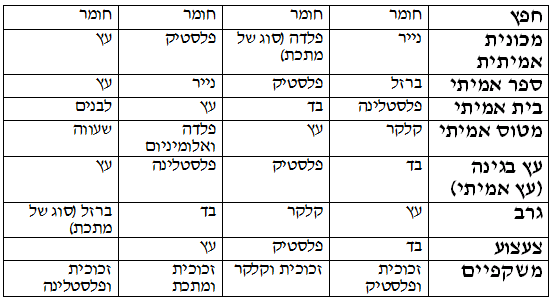 חפץ חומר חומר חומר חומר
מכונית אמיתית נייר פלדה (סוג של מתכת) פלסטיק עץ
ספר אמיתי ברזל פלסטיק נייר עץ
בית אמיתי פלסטלינה בד עץ לבנים
מטוס אמיתי קלקר עץ פלדה ואלומיניום שעווה
עץ בגינה (עץ אמיתי) בד פלסטיק פלסטלינה עץ
גרב עץ קלקר בד ברזל (סוג של מתכת)
צעצוע בד פלסטיק עץ
משקפיים זכוכית ופלסטיק זכוכית וקלקר זכוכית ומתכת זכוכית ופלסטלינה